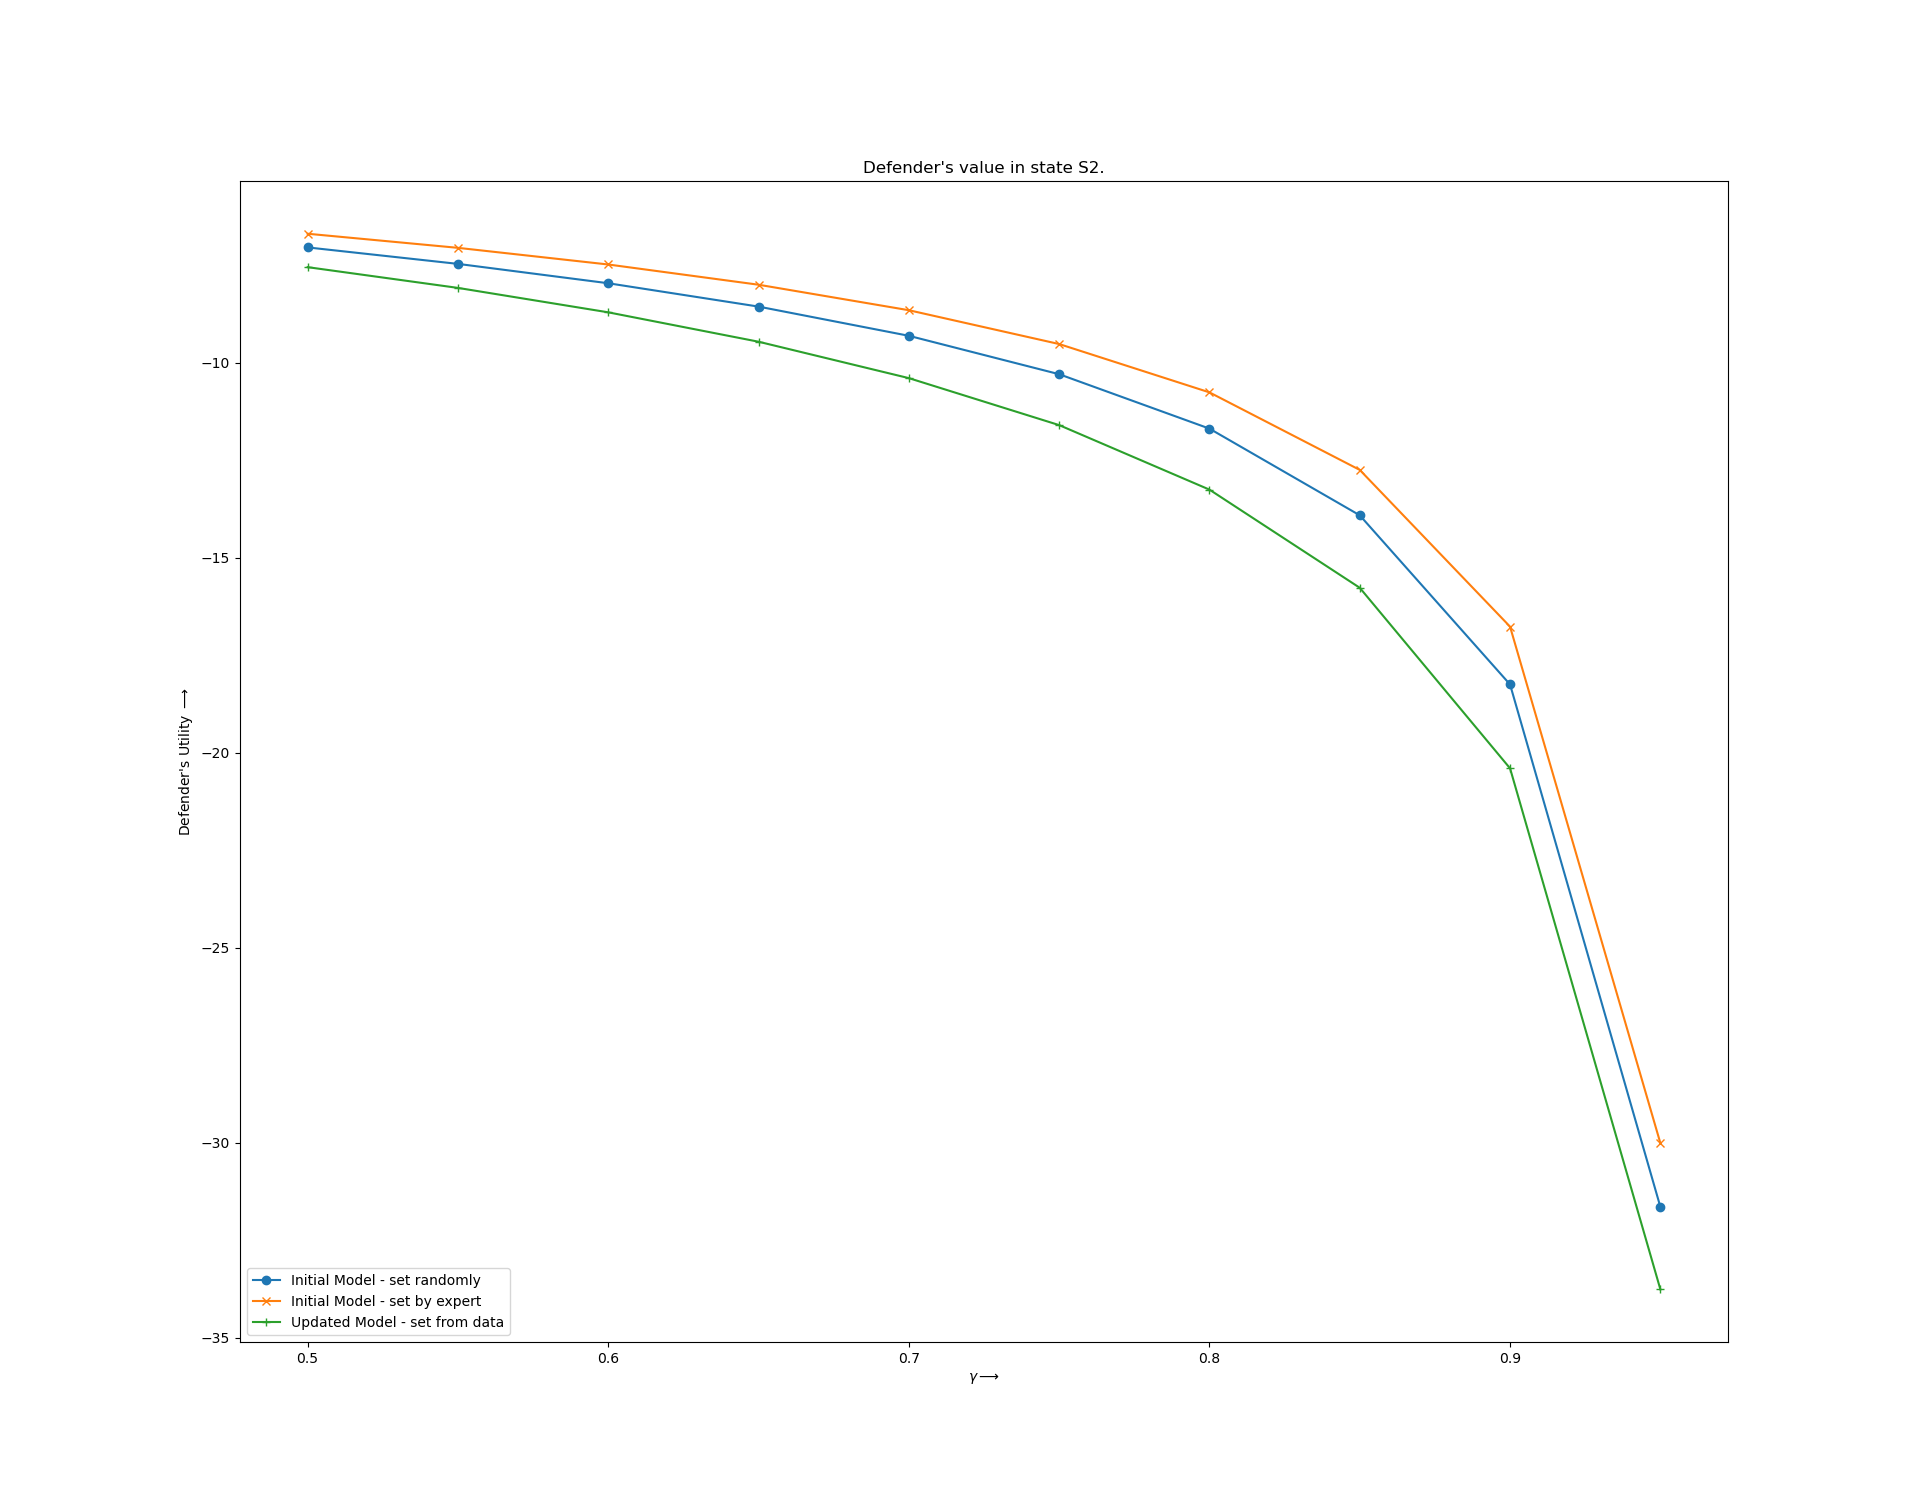 Defender's value in state S2.
Defender's Utility ⟶
−10
−15
−20
−25
−30
−35
0.5
0.6
0.7
0.8
0.9
γ⟶
Initial Model - set randomly
Initial Model - set by expert
Updated Model - set from data